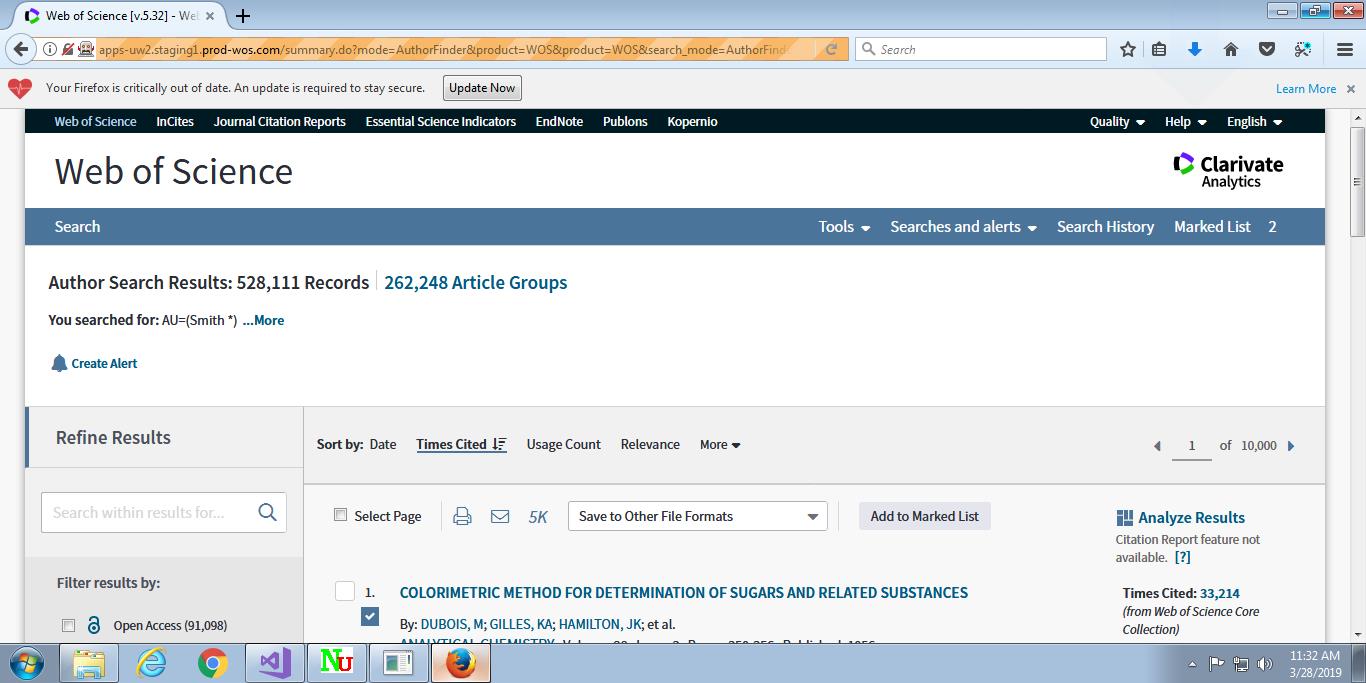 Web of Science [v.5.32] - Wel
apps-uw2.staging1.prod-wos.com/summary.do?mode=AuthorFinder&product=WOS&product=WOS&search_mode=AuthorFind
Search
Your Firefox is critically out of date. An update is required to stay secure. Update Now Learn More
Web of Science InCites Journal Citation Reports Essential Science Indicators EndNote Publons Kopernio Quality Help English
Web of Science
Clarivate
Analytics
Search Tools Searches and alerts Search History Marked List 2
Author Search Results: 528,111 Records 262,248 Article Groups
You searched for: AU=(Smith *) ...More
Create Alert
Refine Results
Sort by: Date Times Cited Usage Count Relevance More 1 of 10,000
Search within results for...
Select Page 5K Save to Other File Formats Add to Marked List
Analyze Results
Citation Report feature not
available. [?]
Filter results by:
Open Access (91,098)
1. COLORIMETRIC METHOD FOR DETERMINATION OF SUGARS AND RELATED SUBSTANCES
By: DUBOIS, M; GILLES, KA; HAMILTON, JK; et al.
ANALYTICAL CHEMISTRY
Times Cited: 33,214
(from Web of Science Core
Collection)
Nu
11:32 AM
3/28/2019